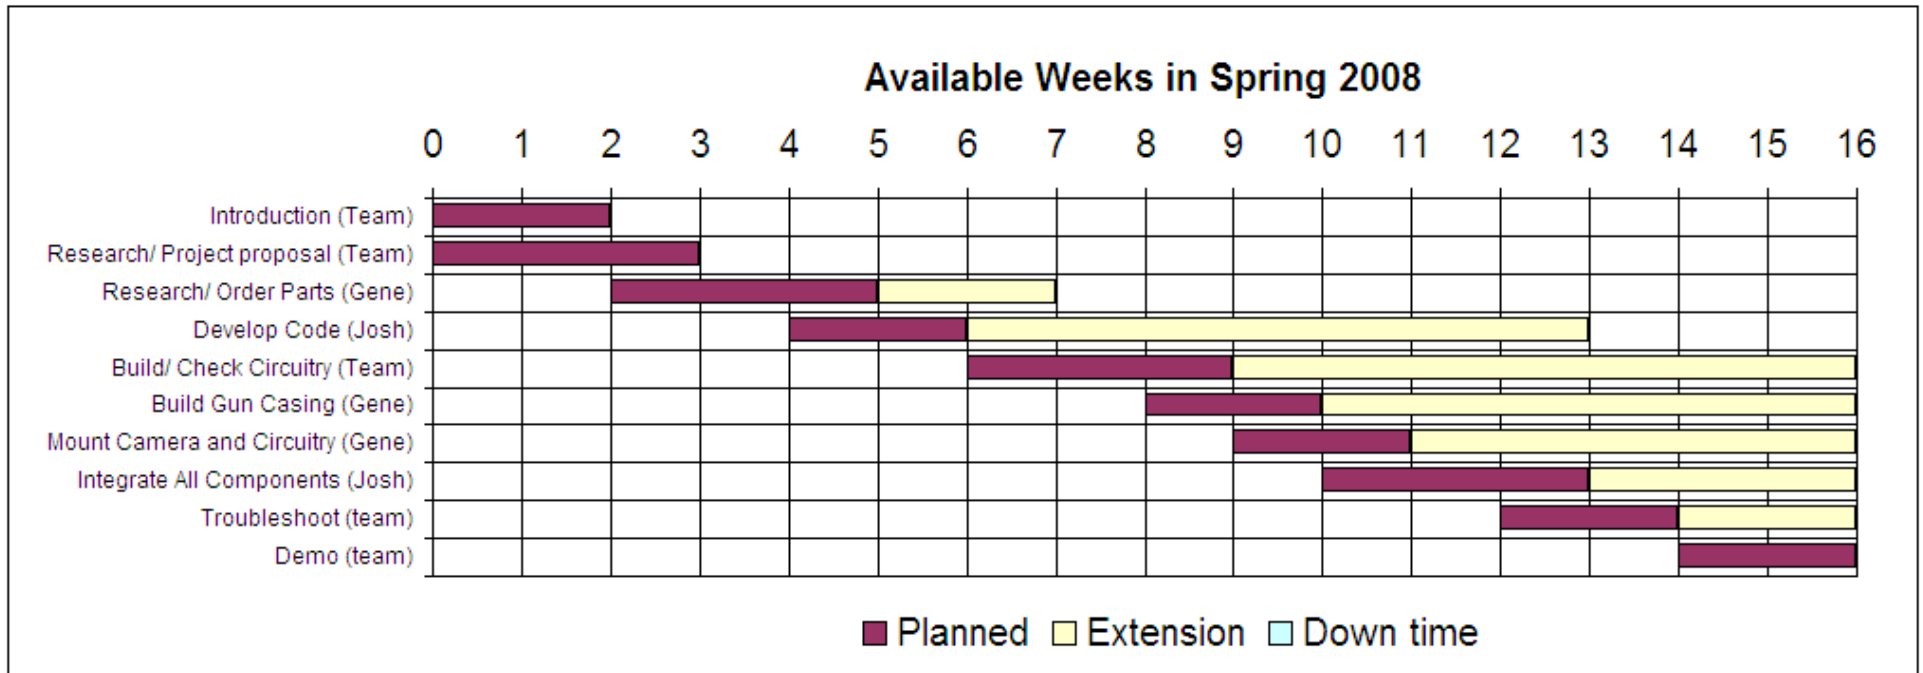 Available Weeks in Spring 2008
0 1 2 3 4 5 6 7 8 9 10 11 12 13 14 15 16
Introduction (Team)
Research/ Project proposal (Team)
Research/ Order Parts (Gene)
Develop Code (Josh)
Build/ Check Circuitry (Team)
Build Gun Casing (Gene)
Mount Camera and Circuitry (Gene)
Integrate All Components (Josh)
Troubleshoot (team)
Demo (team)
Planned Extension Down time